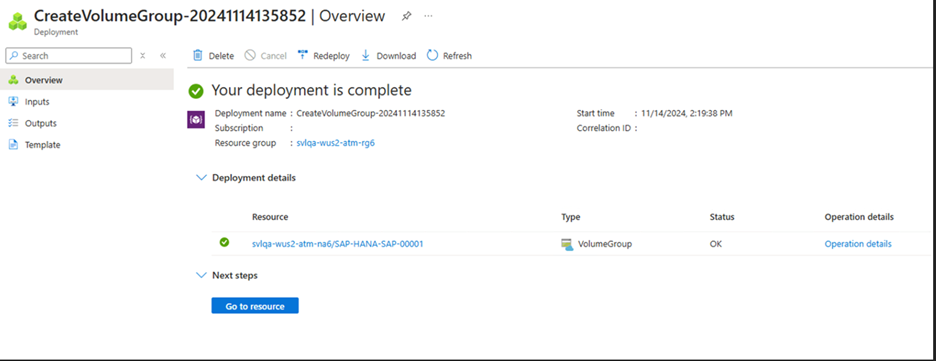 CreateVolumeGroup-20241114135852 | Overview
Deployment
Search
Delete Cancel Redeploy Download Refresh
Overview
Inputs
Outputs
Template
Your deployment is complete
Deployment name : CreateVolumeGroup-20241114135852
Subscription :
Resource group : svlqa-wus2-atm-rg6
Start time : 11/14/2024, 2:19:38 PM
Correlation ID :
Deployment details
Resource Type Status Operation details
svlqa-wus2-atm-na6/SAP-HANA-SAP-00001 VolumeGroup OK Operation details
Next steps
Go to resource